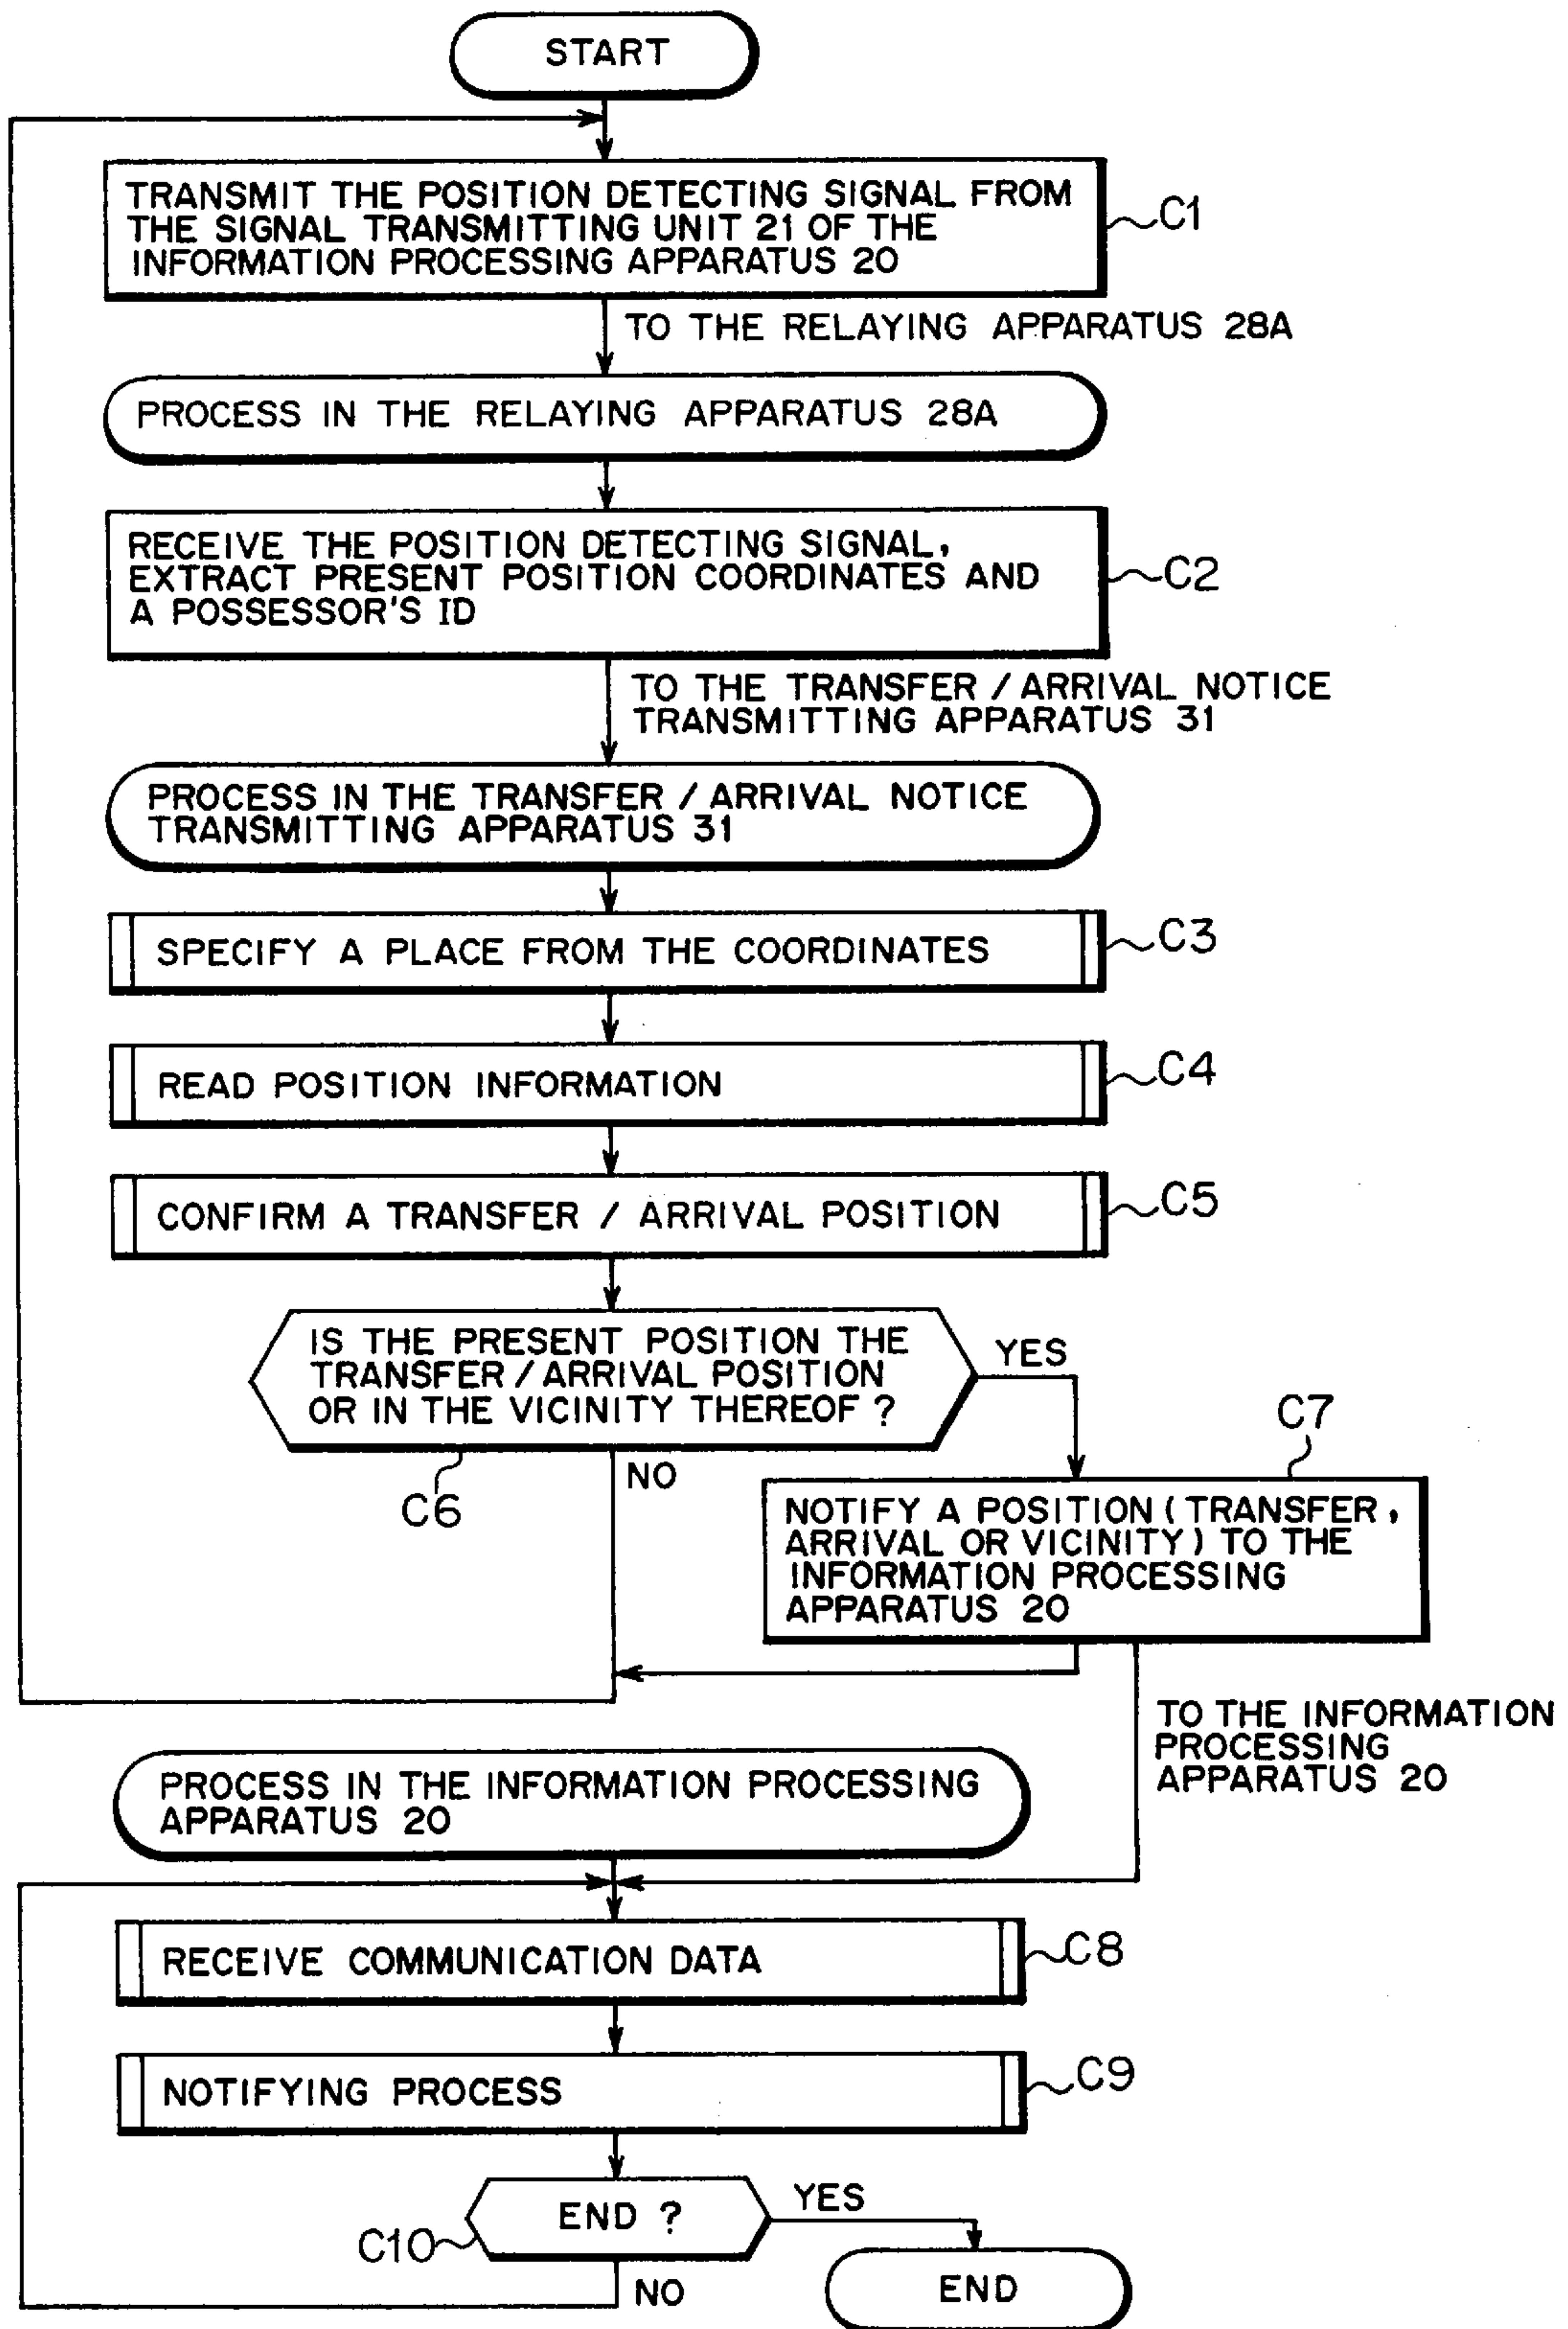 START
TRANSMIT THE POSITION DETECTING SIGNAL FROM
THE SIGNAL TRANSMITTING UNIT 21 OF THE
INFORMATION PROCESSING APPARATUS 20
C1
TO THE RELAYING APPARATUS 28A
PROCESS IN THE RELAYING APPARATUS 28A
RECEIVE THE POSITION DETECTING SIGNAL,
EXTRACT PRESENT POSITION COORDINATES AND
A POSSESSOR'S ID
C2
TO THE TRANSFER / ARRIVAL NOTICE
TRANSMITTING APPARATUS 31
PROCESS IN THE TRANSFER / ARRIVAL NOTICE
TRANSMITTING APPARATUS 31
SPECIFY A PLACE FROM THE COORDINATES
C3
READ POSITION INFORMATION
C4
CONFIRM A TRANSFER / ARRIVAL POSITION
C5
IS THE PRESENT POSITION THE
TRANSFER / ARRIVAL POSITION
OR IN THE VICINITY THEREOF ?
YES
C6
NO
C7
NOTIFY A POSITION ( TRANSFER,
ARRIVAL OR VICINITY ) TO THE
INFORMATION PROCESSING
APPARATUS 20
TO THE INFORMATION
PROCESSING
APPARATUS 20
PROCESS IN THE INFORMATION PROCESSING
APPARATUS 20
RECEIVE COMMUNICATION DATA
C8
NOTIFYING PROCESS
C9
END ?
YES
C10
NO
END